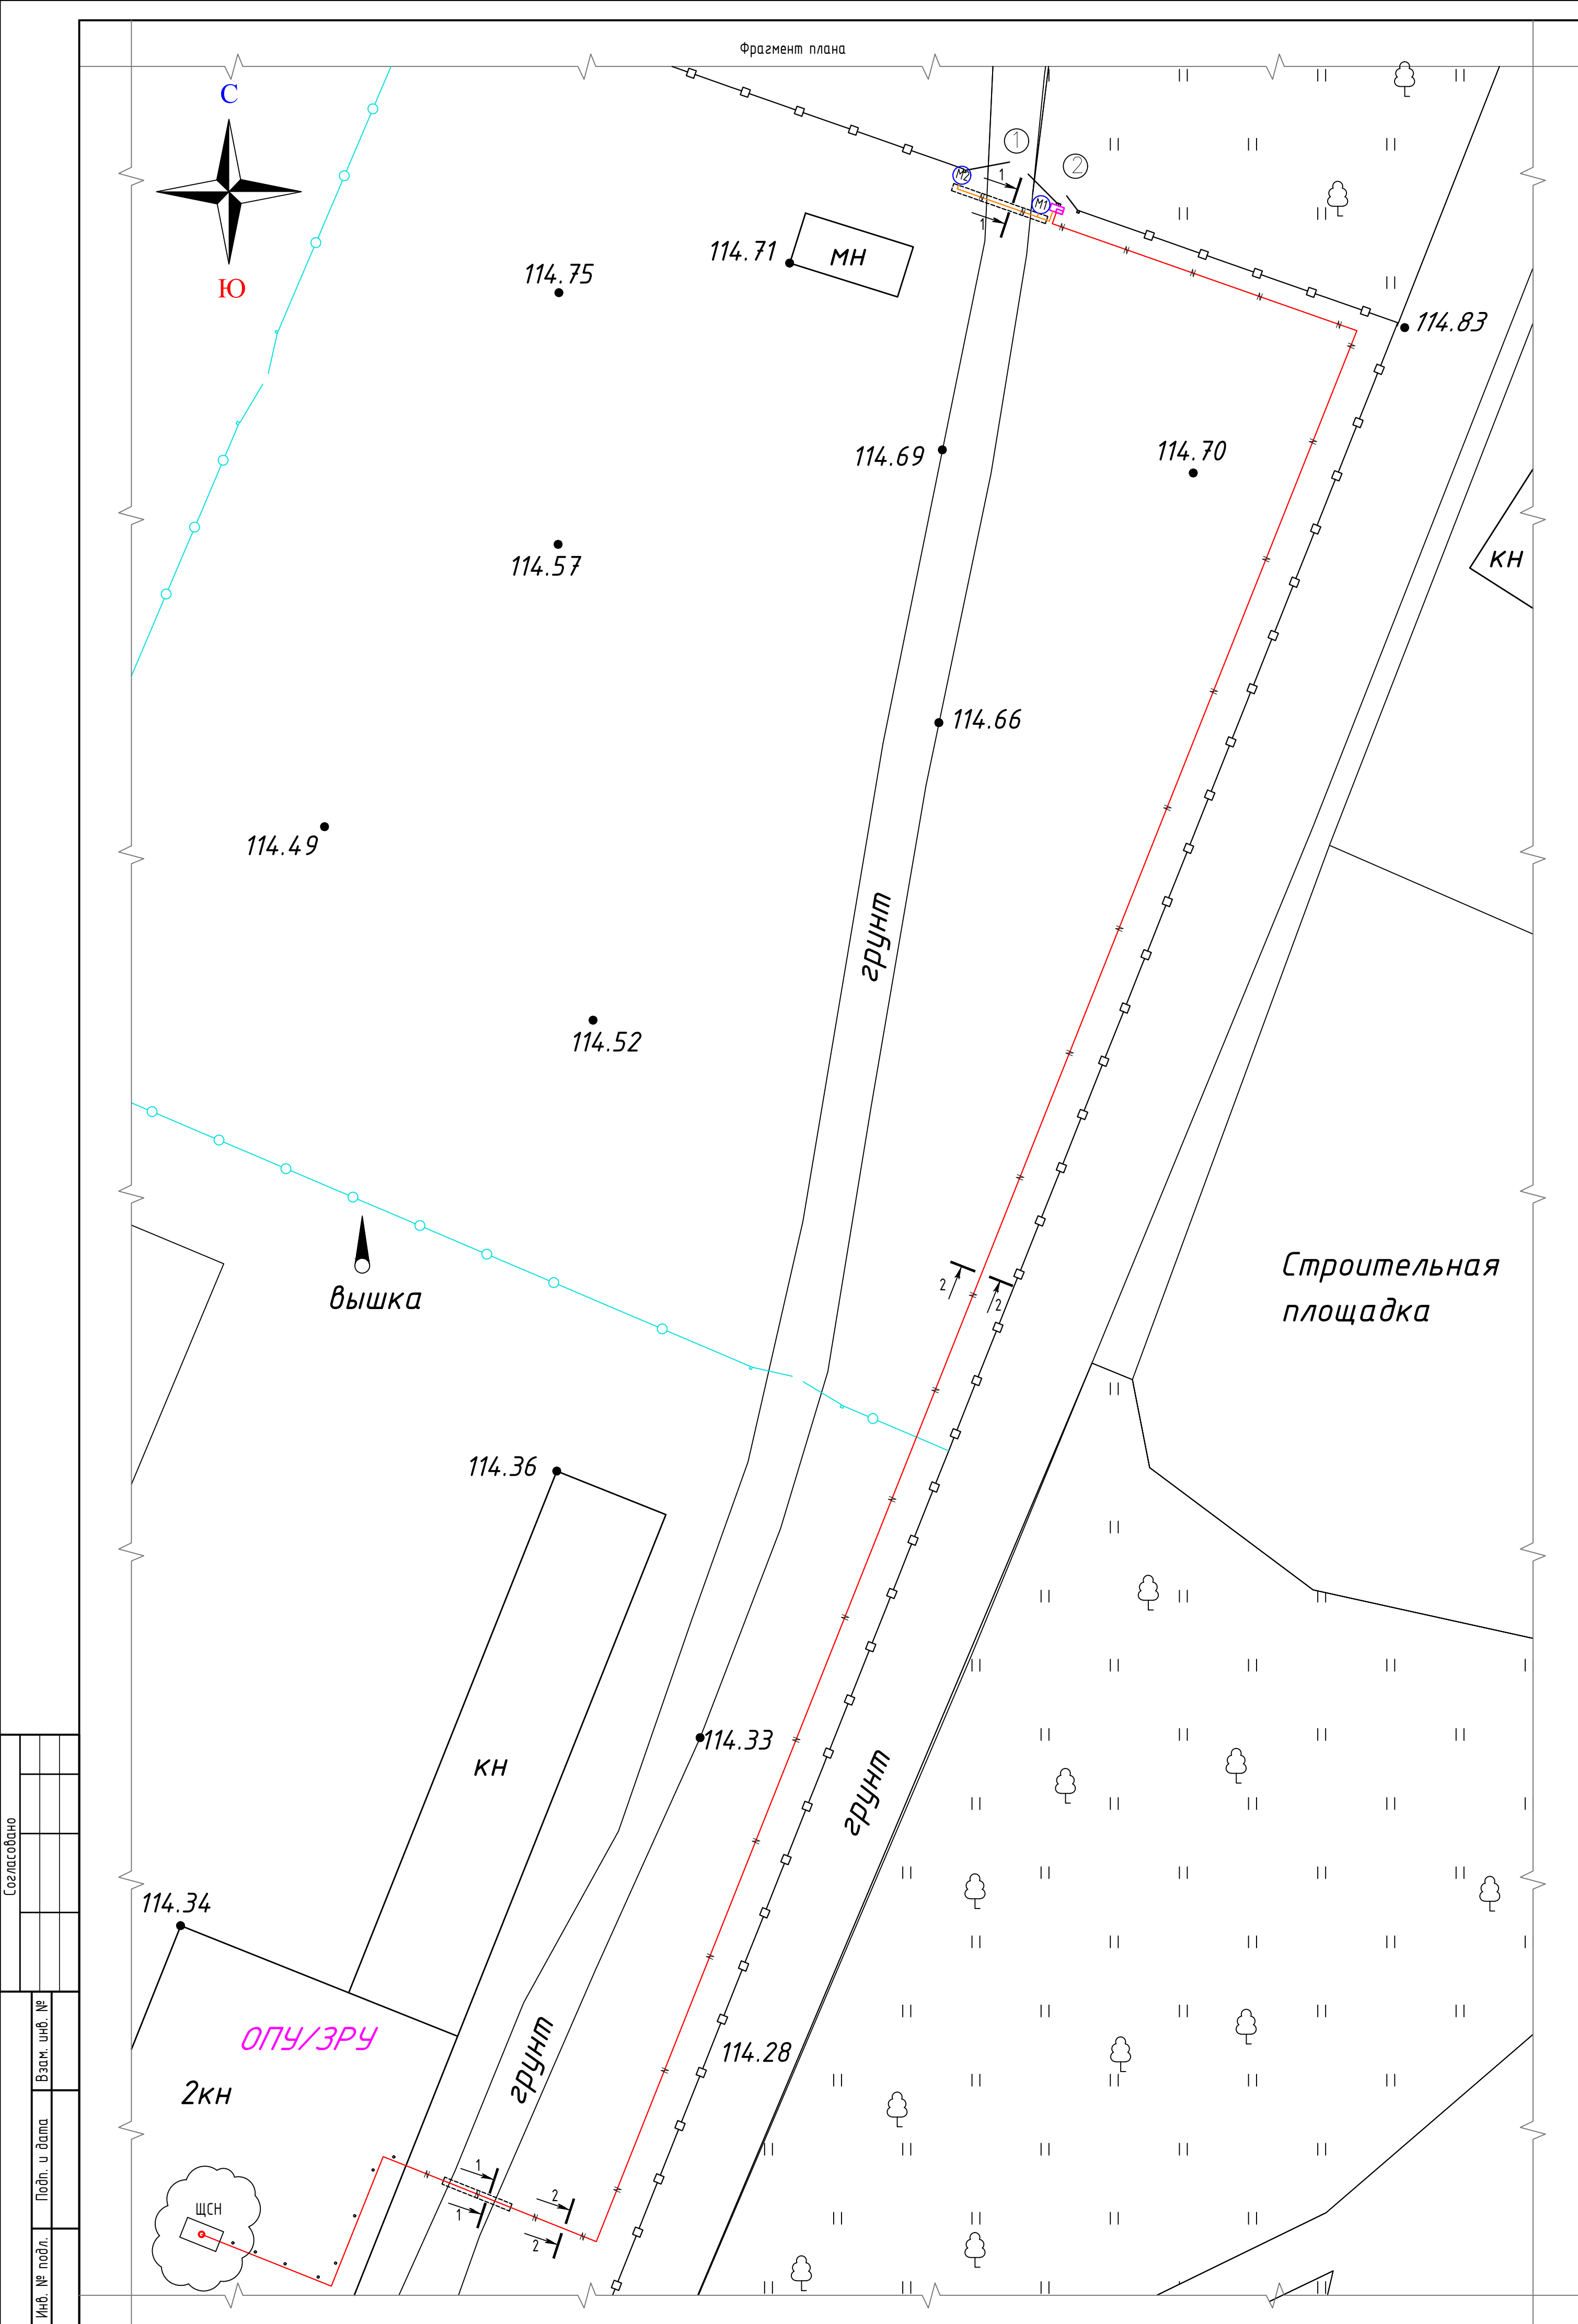 Фрагмент плана
С
Ю
1
2
М2
1
М1
1
114.71
мн
114.75
114.83
114.69
114.70
114.57
кн
114.66
114.49
грунт
114.52
Строительная
площадка
2
2
вышка
114.36
114.33
кн
грунт
114.34
ОПУ/ЗРУ
114.28
грунт
2кн
1
1
2
2
ЩСН
Согласовано
Взам. инв. №
Подп. и дата
Инв. № подл.